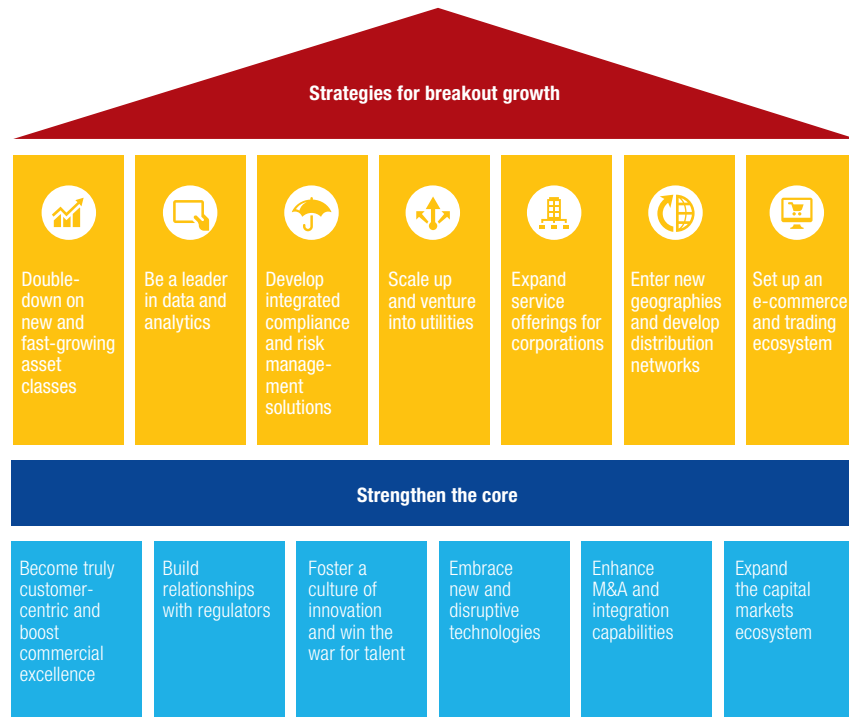 Strategies for breakout growth
Double-
down on
new and
fast-growing
asset
classes
Be a leader
in data and
analytics
Develop
integrated
compliance
and risk
manage-
ment
solutions
Scale up
and venture
into utilities
Expand
service
offerings for
corporations
Enter new
geographies
and develop
distribution
networks
Set up an
e-commerce
and trading
ecosystem
Strengthen the core
Become truly
customer-
centric and
boost
commercial
excellence
Build
relationships
with regulators
Foster a
culture of
innovation
and win the
war for talent
Embrace
new and
disruptive
technologies
Enhance
M&A and
integration
capabilities
Expand
the capital
markets
ecosystem